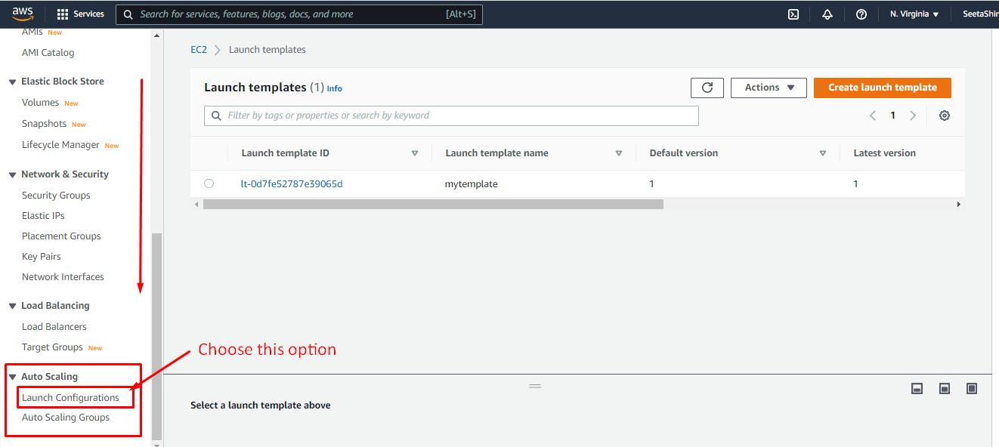 aws Services Search for services, features, blogs, docs, and more [Alt+S] N. Virginia SeetaShir
AMIs New
AMI Catalog
Elastic Block Store
Volumes New
Snapshots New
Lifecycle Manager New
Network & Security
Security Groups
Elastic IPs
Placement Groups
Key Pairs
Network Interfaces
Load Balancing
Load Balancers
Target Groups New
Auto Scaling
Launch Configurations
Auto Scaling Groups
EC2 Launch templates
Launch templates (1) Info Actions Create launch template
Filter by tags or properties or search by keyword 1
Launch template ID Launch template name Default version Latest version
lt-0d7fe52787e39065d mytemplate 1 1
Choose this option
Select a launch template above